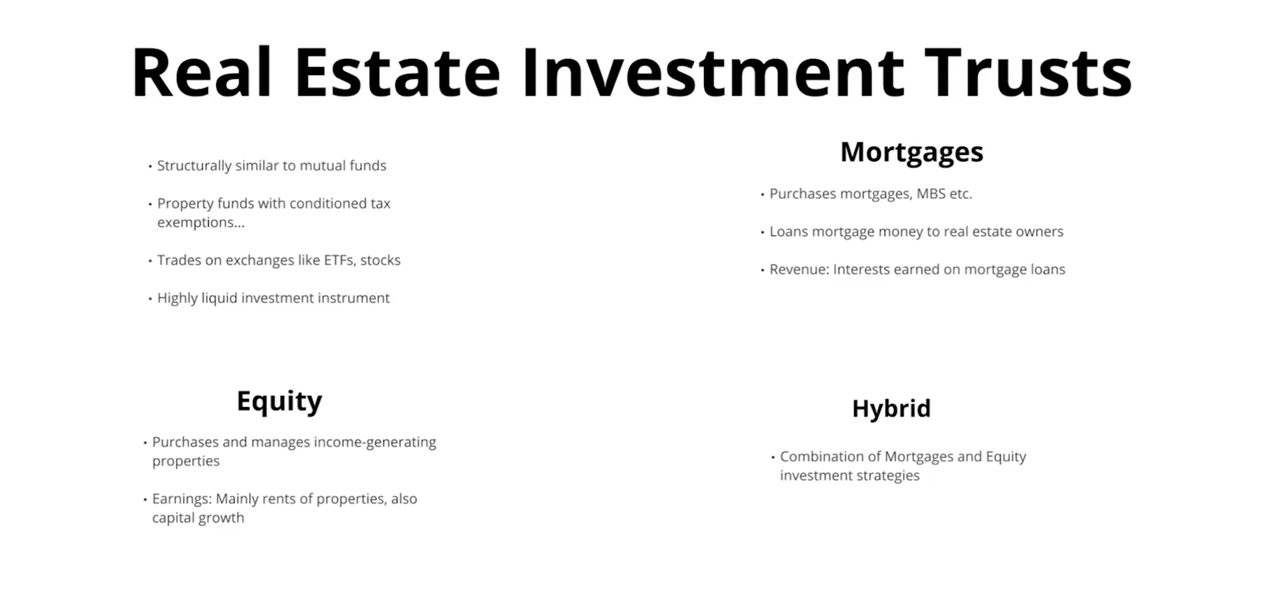 Real Estate Investment Trusts
• Structurally similar to mutual funds
• Property funds with conditioned tax
exemptions...
• Trades on exchanges like ETFs, stocks
• Highly liquid investment instrument
Mortgages
• Purchases mortgages, MBS etc.
• Loans mortgage money to real estate owners
• Revenue: Interests earned on mortgage loans
Equity
• Purchases and manages income-generating
properties
• Earnings: Mainly rents of properties, also
capital growth
Hybrid
• Combination of Mortgages and Equity
investment strategies